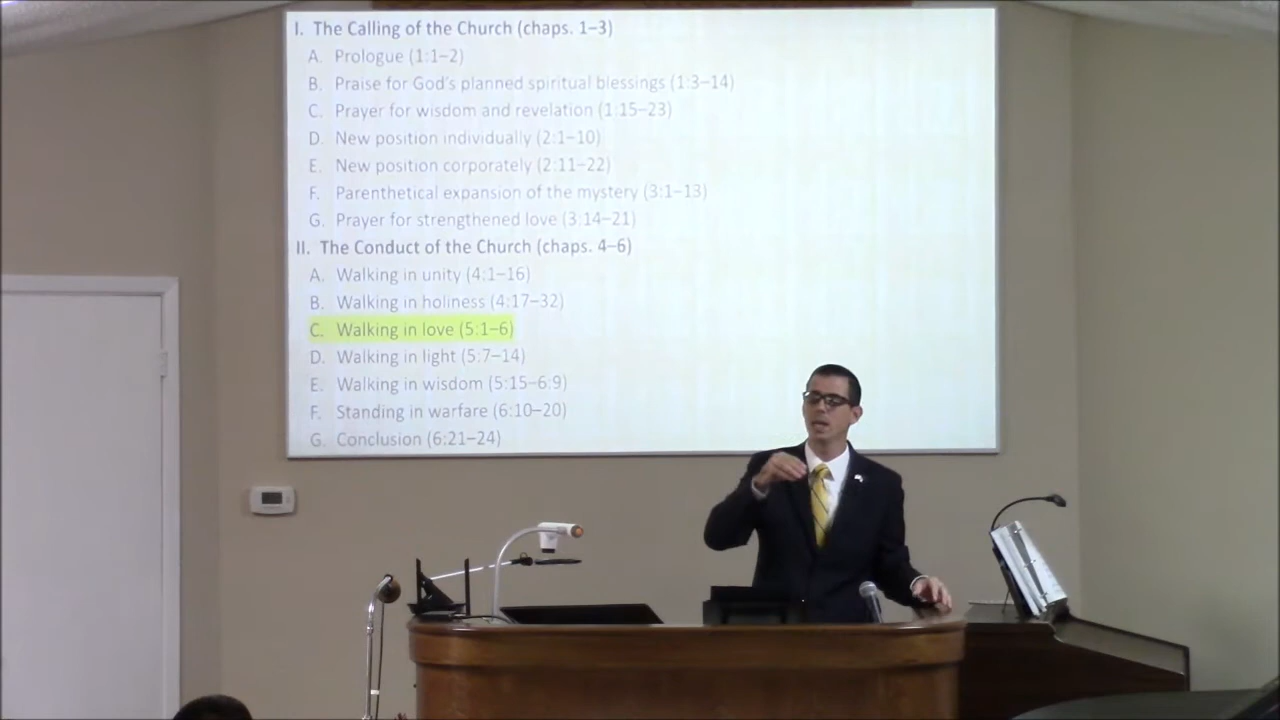 I. The Calling of the Church (chaps. 1–3)
A. Prologue (1:1–2)
B. Praise for God's planned spiritual blessings (1:3–14)
C. Prayer for wisdom and revelation (1:15–23)
D. New position individually (2:1–10)
E. New position corporately (2:11–22)
F. Parenthetical expansion of the mystery (3:1–13)
G. Prayer for strengthened love (3:14–21)
II. The Conduct of the Church (chaps. 4–6)
A. Walking in unity (4:1–16)
B. Walking in holiness (4:17–32)
C. Walking in love (5:1–6)
D. Walking in light (5:7–14)
E. Walking in wisdom (5:15–6:9)
F. Standing in warfare (6:10–20)
G. Conclusion (6:21–24)